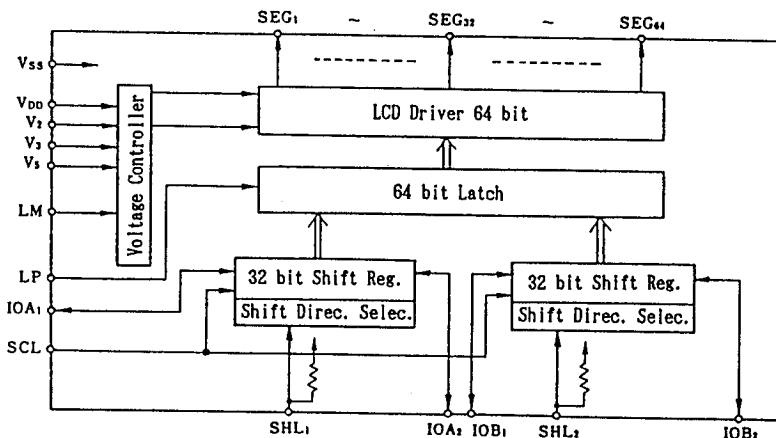 SEG₁ ~ SEG₃₂ ~ SEG₆₄
VSS
VDD
V₂
V₃
V₅
LM
LP
IOA₁
SCL
Voltage Controller
LCD Driver 64 bit
64 bit Latch
32 bit Shift Reg.
Shift Direc. Selec.
32 bit Shift Reg.
Shift Direc. Selec.
SHL₁ IOA₂ IOB₁ SHL₂ IOB₂